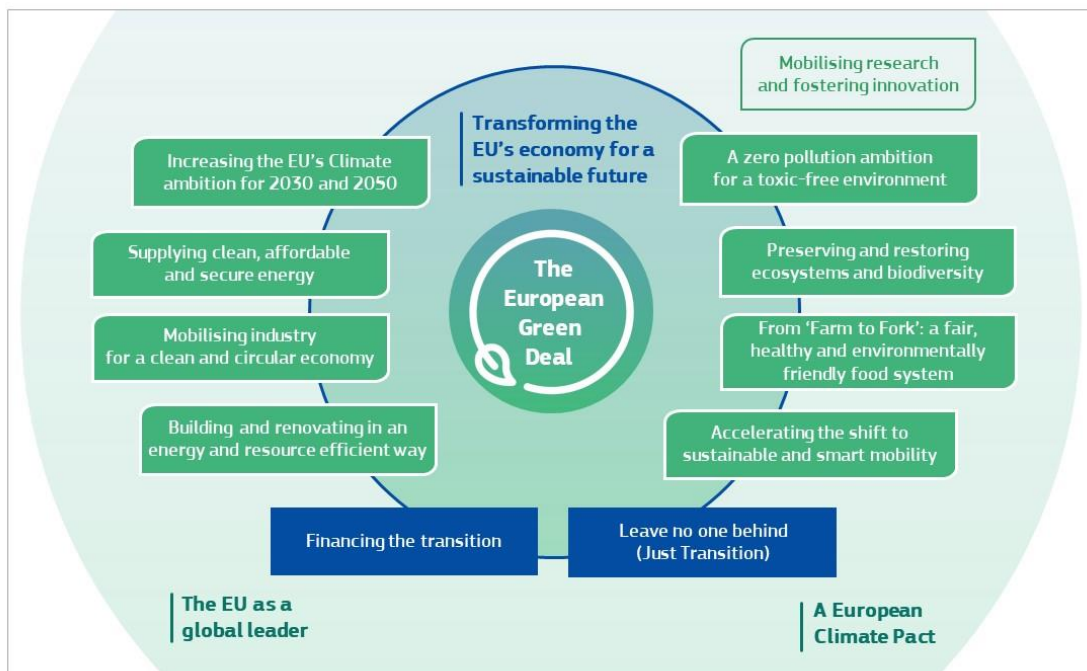 Mobilising research
and fostering innovation
Transforming the
EU's economy for a
sustainable future
Increasing the EU's Climate
ambition for 2030 and 2050
A zero pollution ambition
for a toxic-free environment
Supplying clean, affordable
and secure energy
The
European
Green
Deal
Preserving and restoring
ecosystems and biodiversity
Mobilising industry
for a clean and circular economy
From ‘Farm to Fork’: a fair,
healthy and environmentally
friendly food system
Building and renovating in an
energy and resource efficient way
Accelerating the shift to
sustainable and smart mobility
Financing the transition
Leave no one behind
(Just Transition)
The EU as a
global leader
A European
Climate Pact